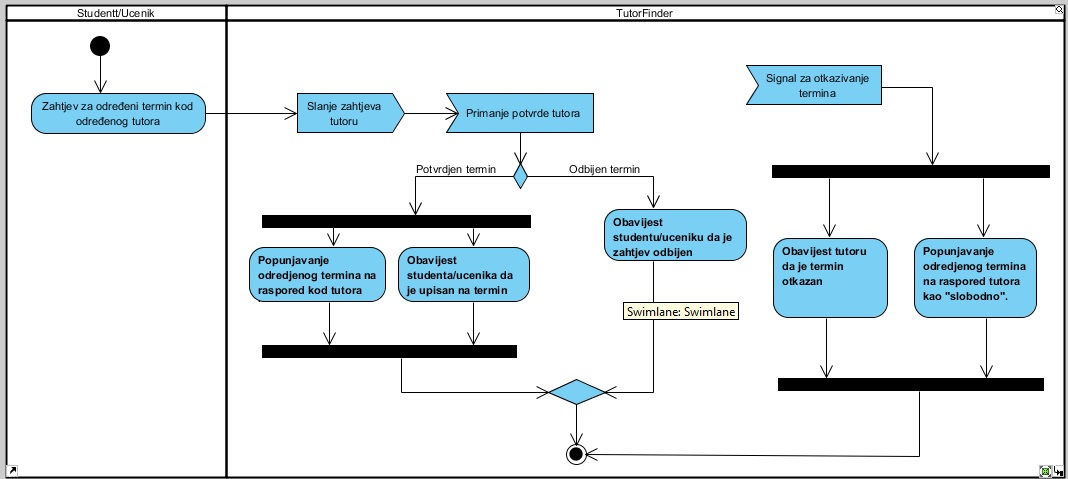 Studentt/Ucenik
TutorFinder
Zahtjev za određeni termin kod
određenog tutora
Slanje zahtjeva
tutoru
Primanje potvrde tutora
Signal za otkazivanje
termina
Potvrdjen termin
Odbijen termin
Popunjavanje
odredjenog termina na
raspored kod tutora
Obavijest
studenta/ucenika da
je upisan na termin
Obavijest
studentu/uceniku da je
zahtjev odbijen
Obavijest tutoru
da je termin
otkazan
Popunjavanje
odredjenog termina
na raspored tutora
kao "slobodno".
Swimlane: Swimlane